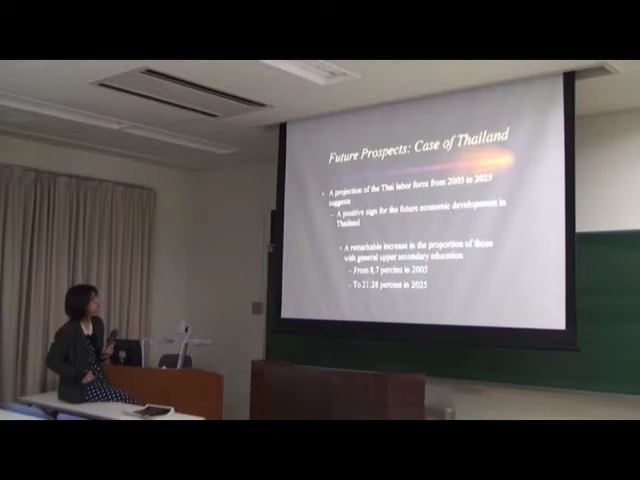 Future Prospects: Case of Thailand
• A projection of the Thai labor force from 2005 to 2025
suggests
– A positive sign for the future economic development in
Thailand
• A remarkable increase in the proportion of those
with general upper secondary education
– From 8.7 percent in 2005
– To 21.28 percent in 2025